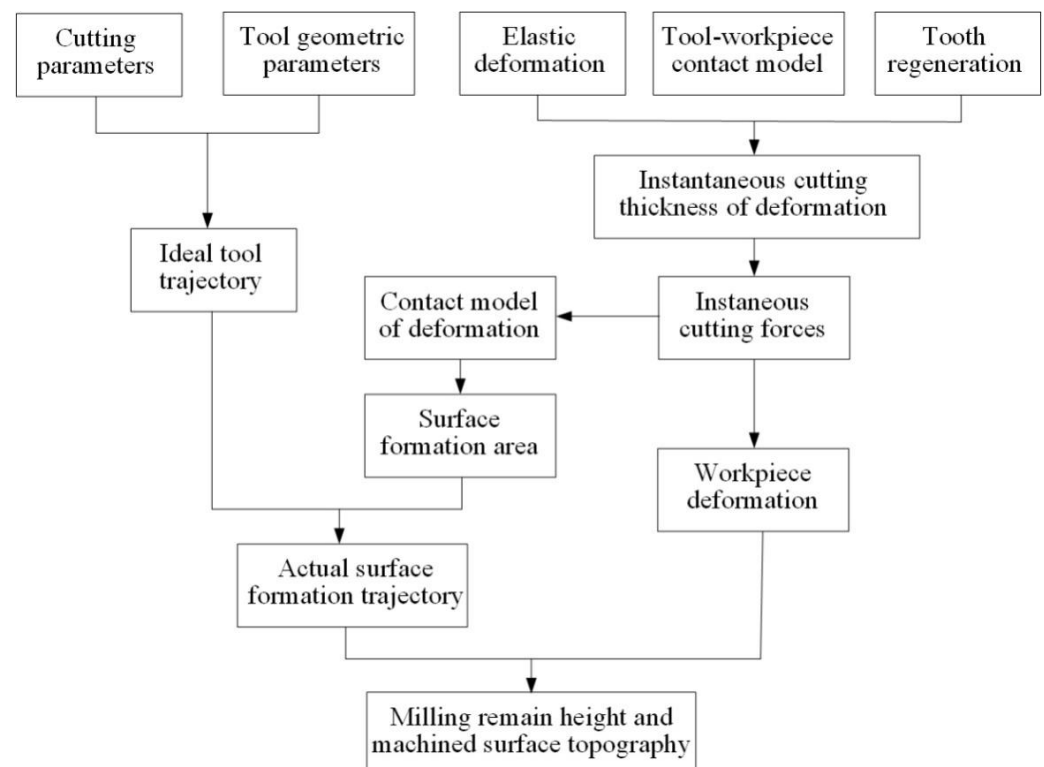 Cutting
parameters
Tool geometric
parameters
Elastic
deformation
Tool-workpiece
contact model
Tooth
regeneration
Instantaneous cutting
thickness of deformation
Ideal tool
trajectory
Contact model
of deformation
Instaneous
cutting forces
Surface
formation area
Workpiece
deformation
Actual surface
formation trajectory
Milling remain height and
machined surface topography